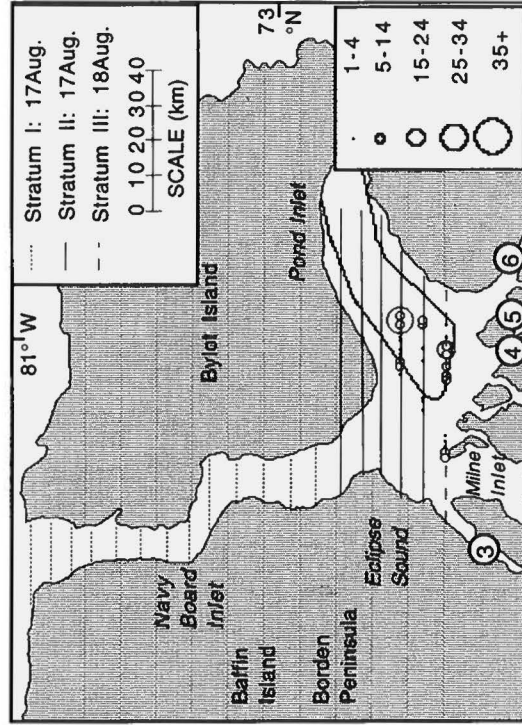 81° W
Stratum I: 17Aug.
Stratum II: 17Aug.
Stratum III: 18Aug.
0 10 20 30 40
SCALE (km)
73
°N
Bylot Island
Pond Inlet
Navy
Board
Inlet
Baffin
Island
Borden
Peninsula
Eclipse
Sound
Milne
Inlet
3
4
5
6
1-4
5-14
15-24
25-34
35+